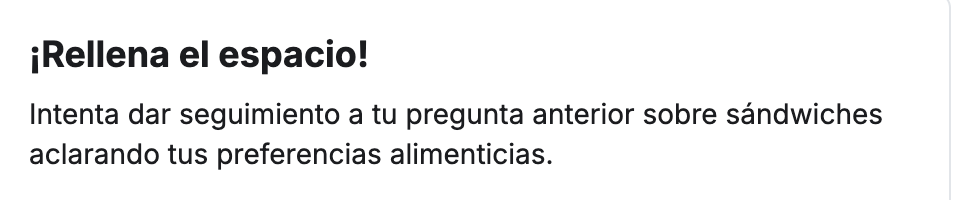 ¡Rellena el espacio!
Intenta dar seguimiento a tu pregunta anterior sobre sándwiches
aclarando tus preferencias alimenticias.